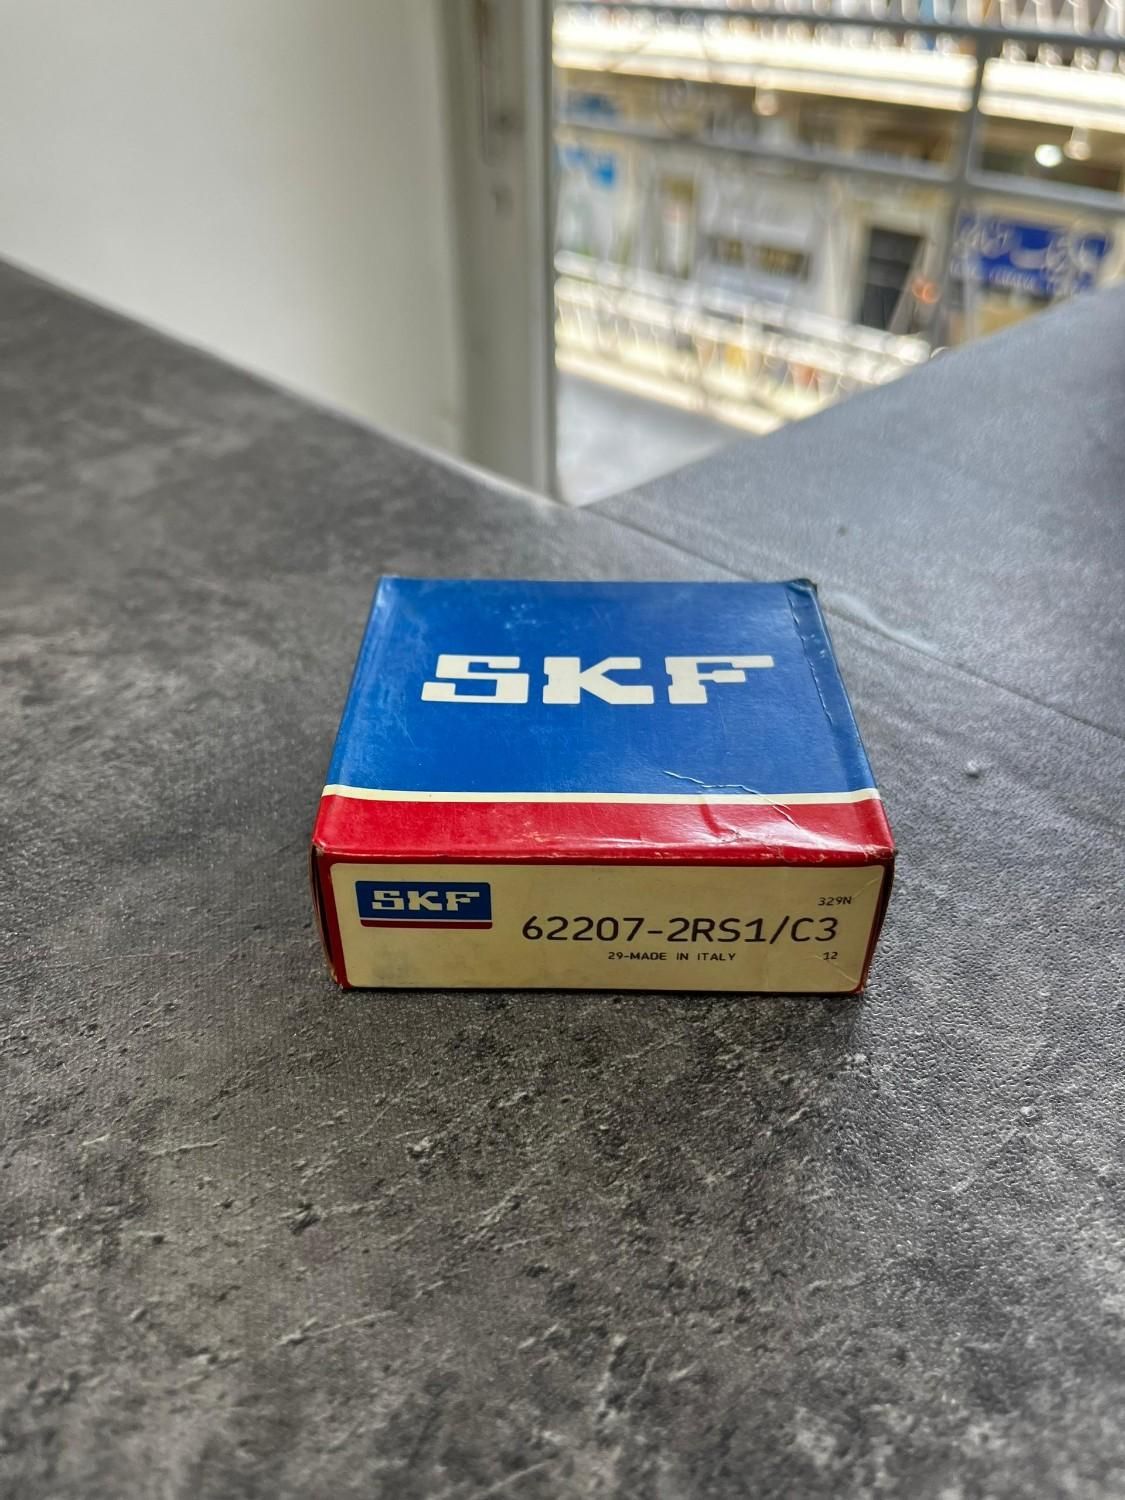 SKF
SKF
329N
62207-2RS1/C3
29-MADE IN ITALY
12